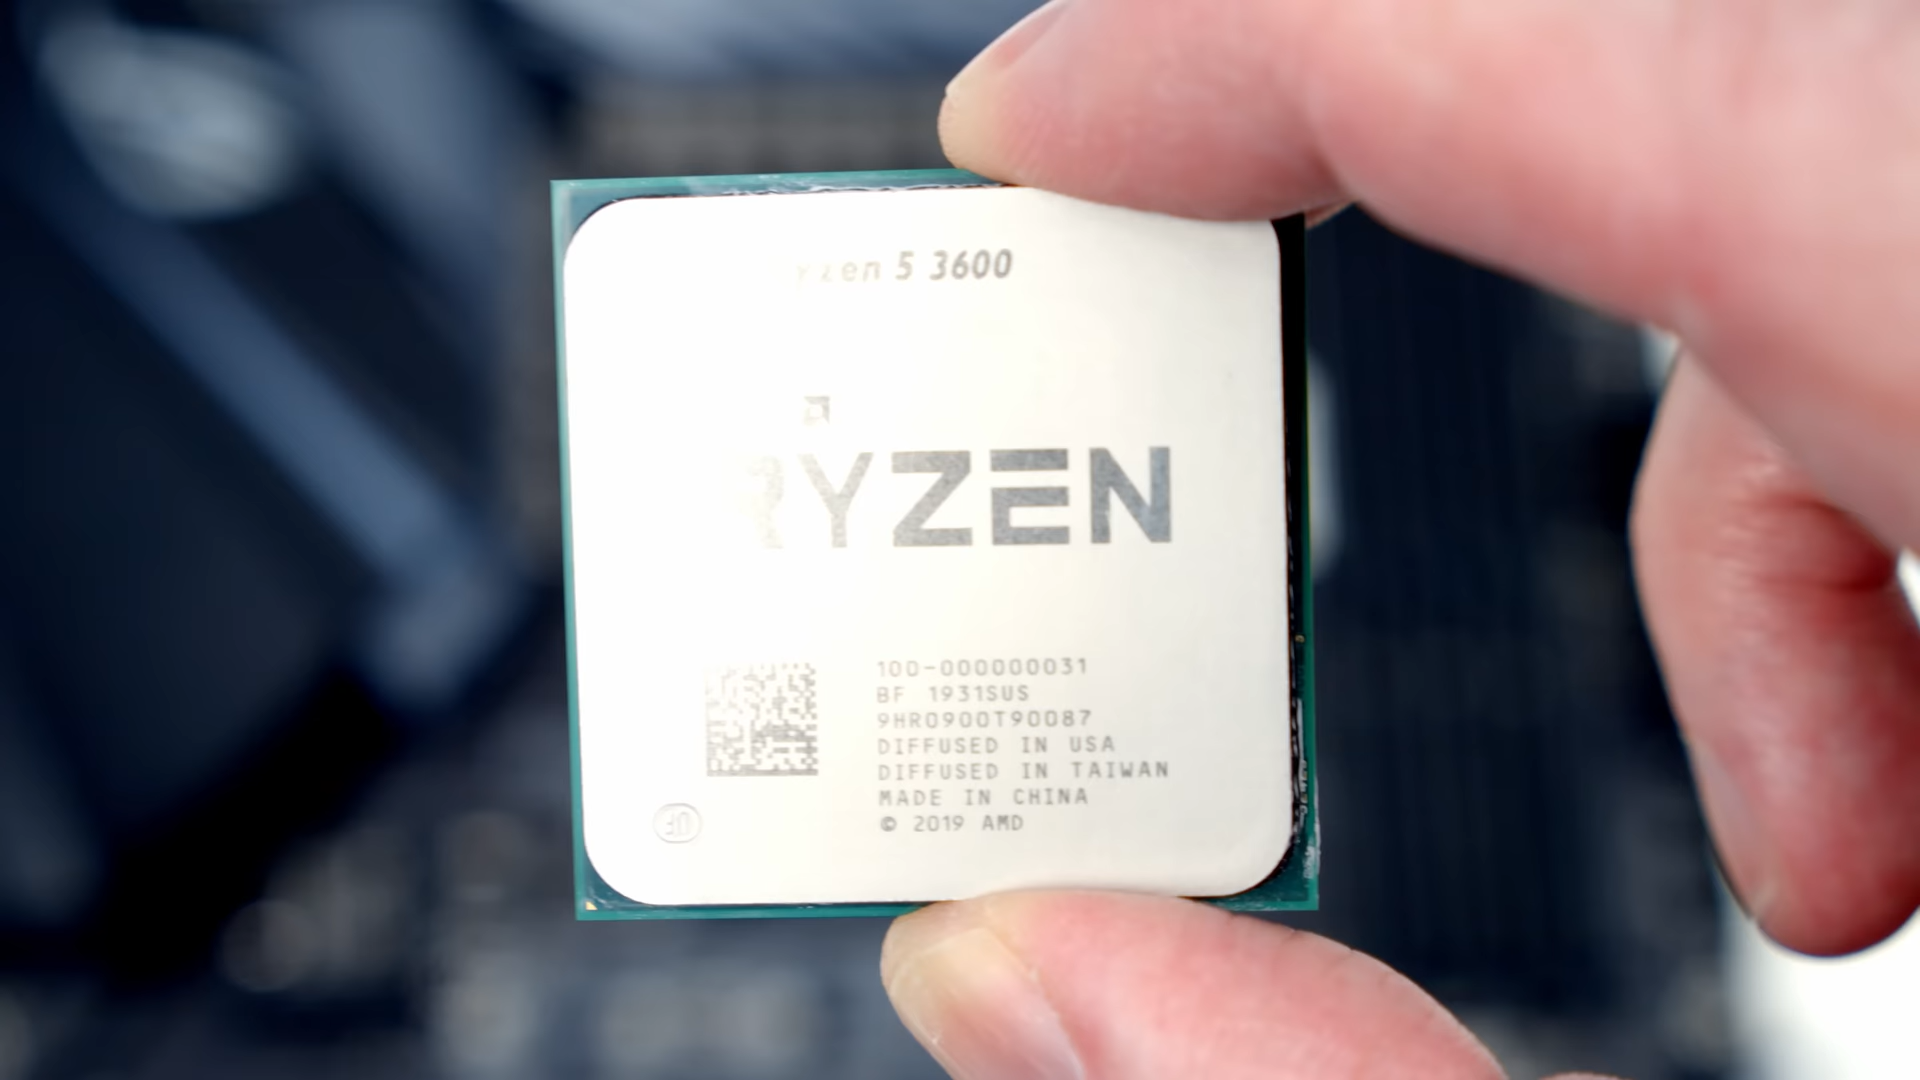 yzen 5 3600
RYZEN
100-000000031
BF 1931SUS
9HR0900T90087
DIFFUSED IN USA
DIFFUSED IN TAIWAN
MADE IN CHINA
© 2019 AMD